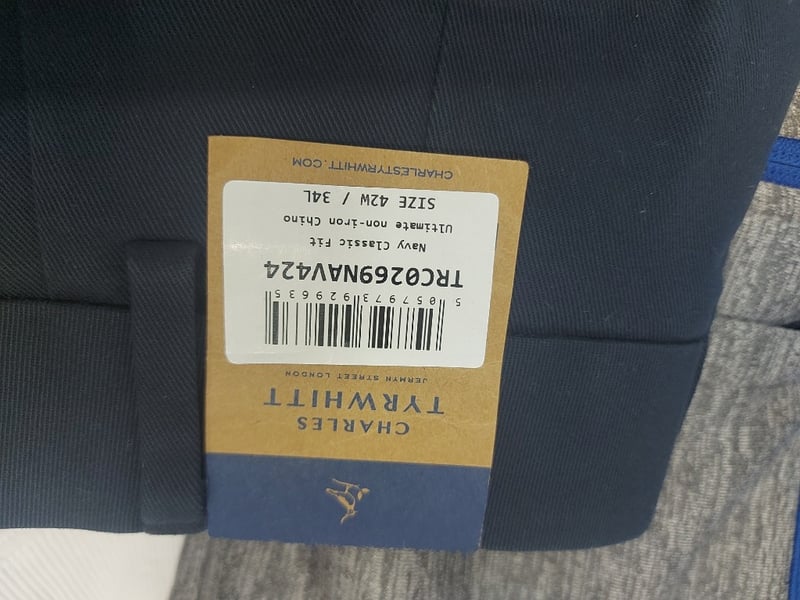 CHARLES
TYRWHITT
JERMYN STREET LONDON
5 057973 929635
TRC0269NAV424
Navy Classic Fit
Ultimate non-iron Chino
SIZE 42W / 34L
CHARLESTYRWHITT.COM